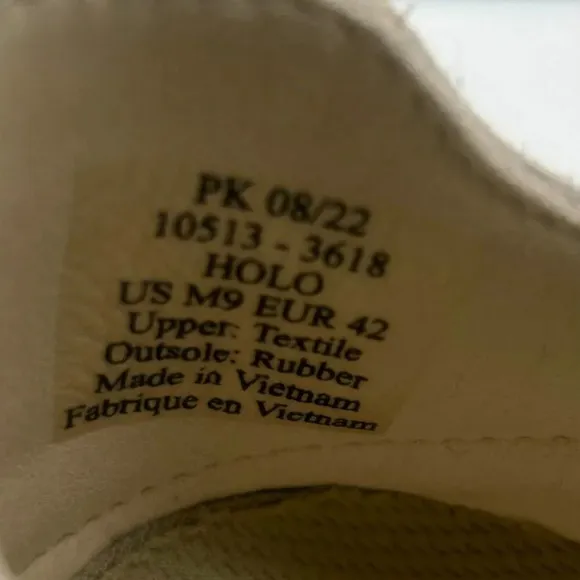 PK 08/22
10513 - 3618
HOLO
US M9 EUR 42
Upper: Textile
Outsole: Rubber
Made in Vietnam
Fabrique en Vietnam